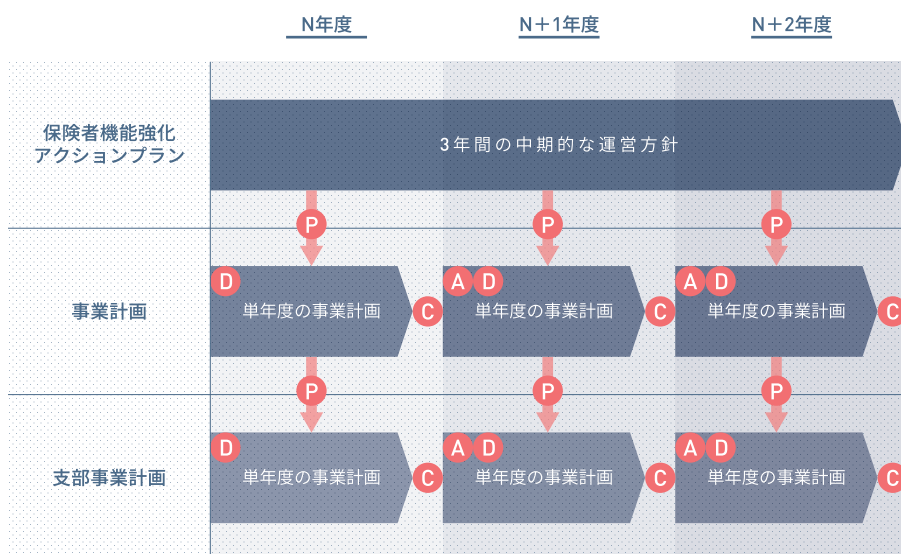 N年度
N+1年度
N+2年度
保険者機能強化
アクションプラン
3年間の中期的な運営方針
P
P
P
事業計画
D
単年度の事業計画
C
A
D
単年度の事業計画
C
A
D
単年度の事業計画
C
P
P
P
支部事業計画
D
単年度の事業計画
C
A
D
単年度の事業計画
C
A
D
単年度の事業計画
C